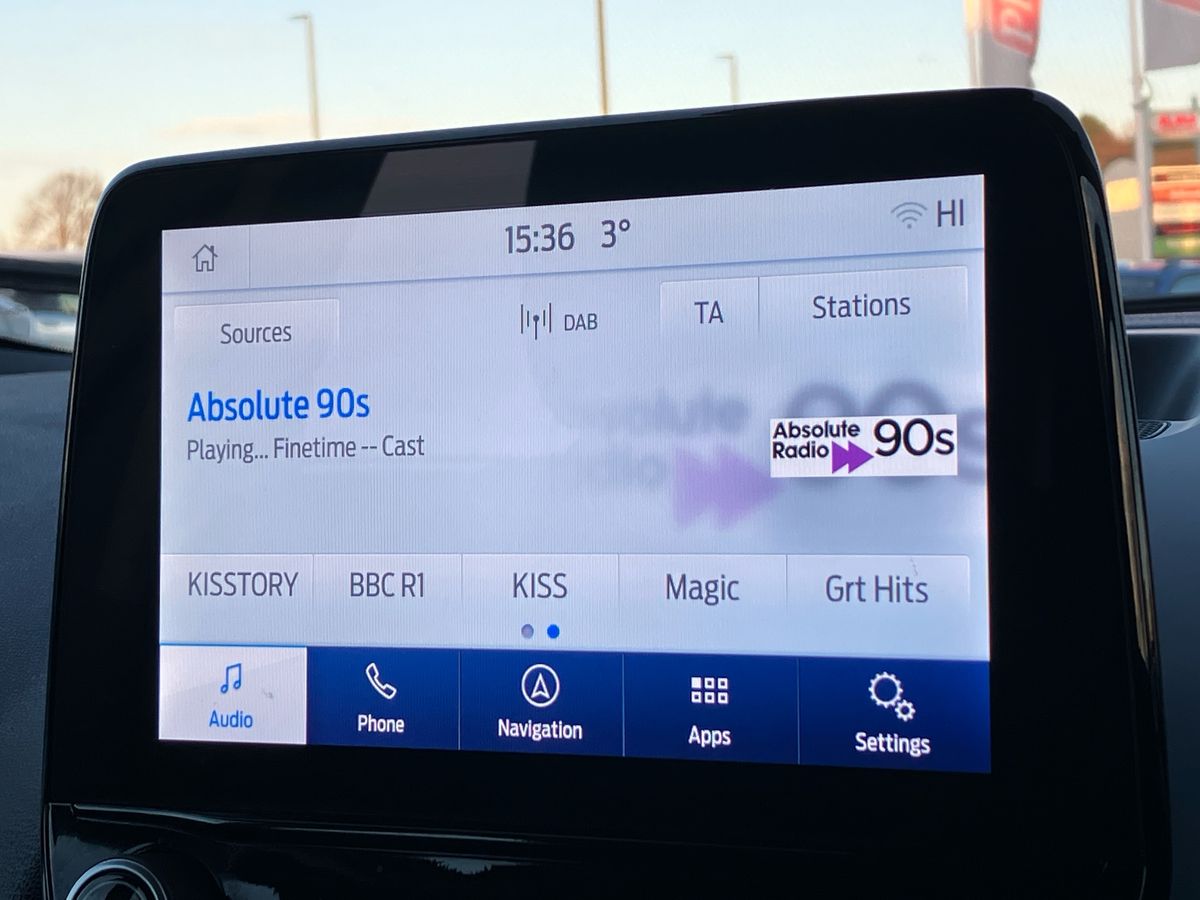 15:36 3° HI
Sources DAB TA Stations
Absolute 90s
Playing... Finetime -- Cast
Absolute
Radio 90s
KISSTORY BBC R1 KISS Magic Grt Hits
Audio Phone Navigation Apps Settings